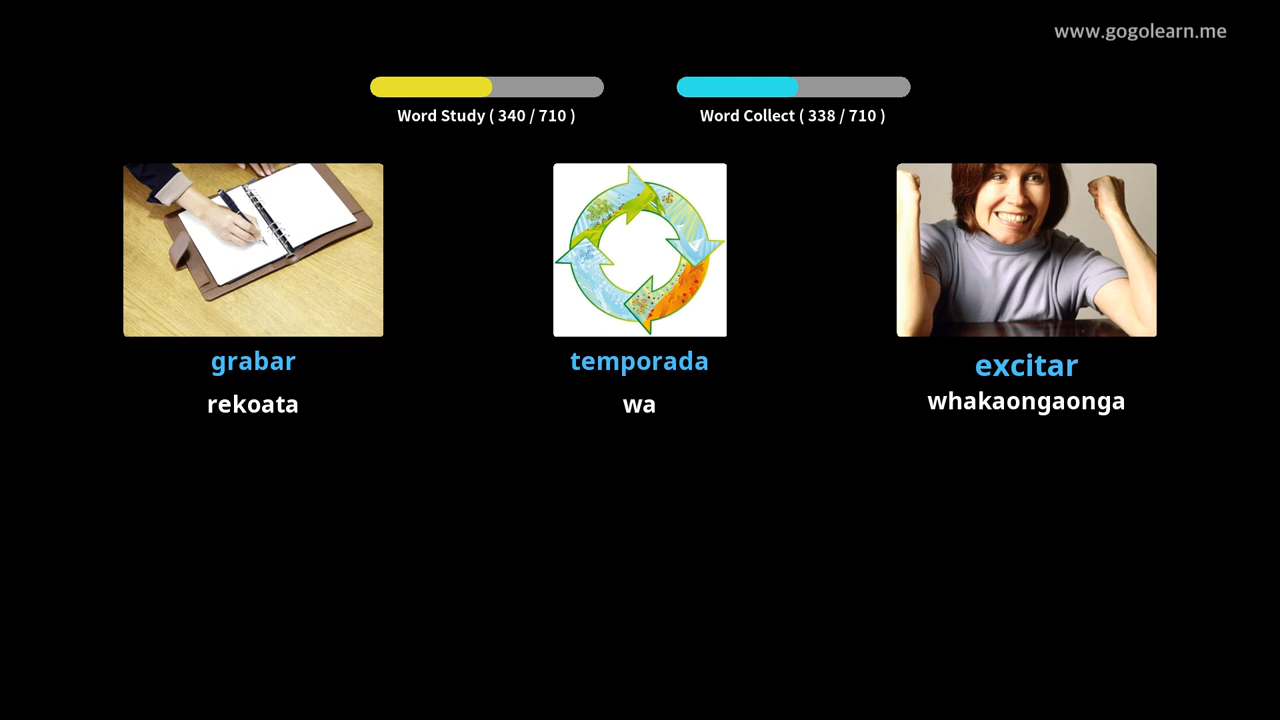 www.gogolearn.me
Word Study ( 340 / 710 )
Word Collect ( 338 / 710 )
grabar
temporada
excitar
rekoata
wa
whakaongaonga